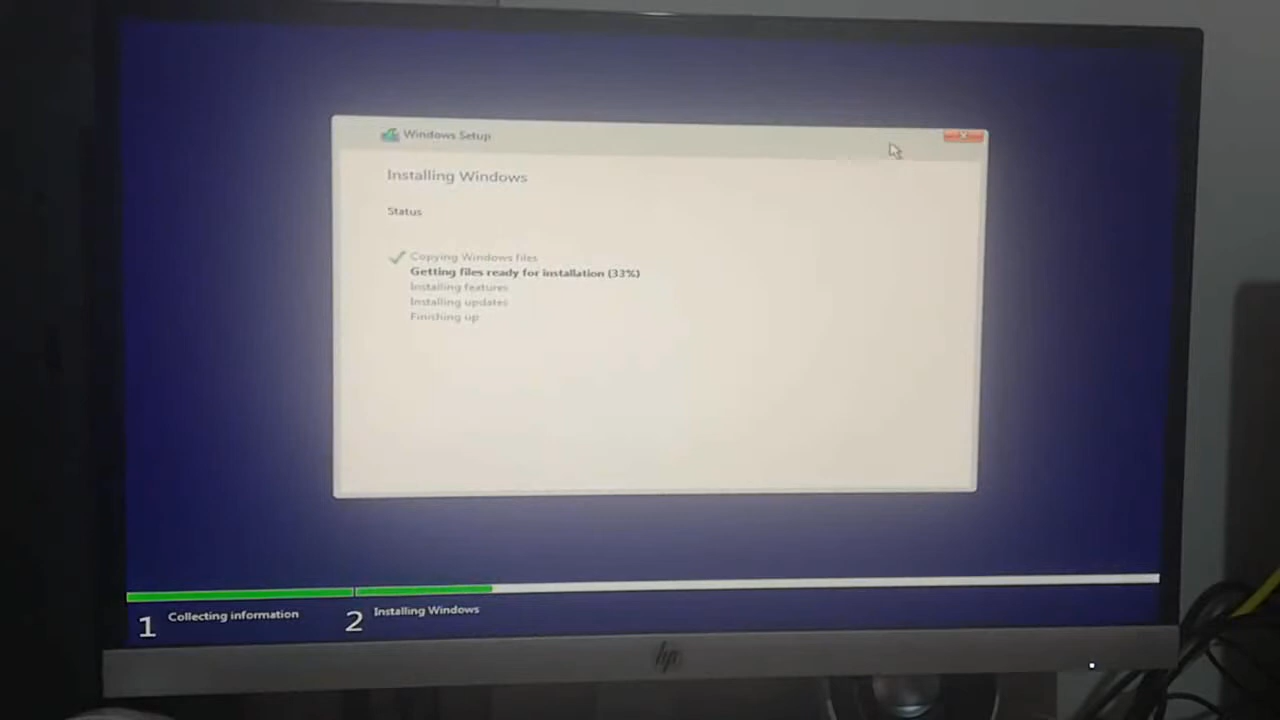 Windows Setup
Installing Windows
Status
Copying Windows files
Getting files ready for installation (33%)
Installing features
Installing updates
Finishing up
1 Collecting information
2 Installing Windows
hp